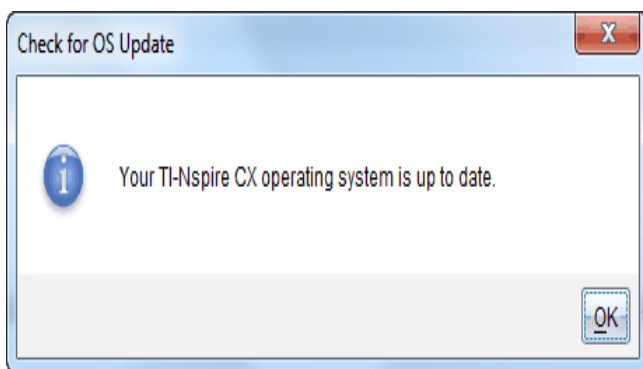 Check for OS Update
Your TI-Nspire CX operating system is up to date.
OK